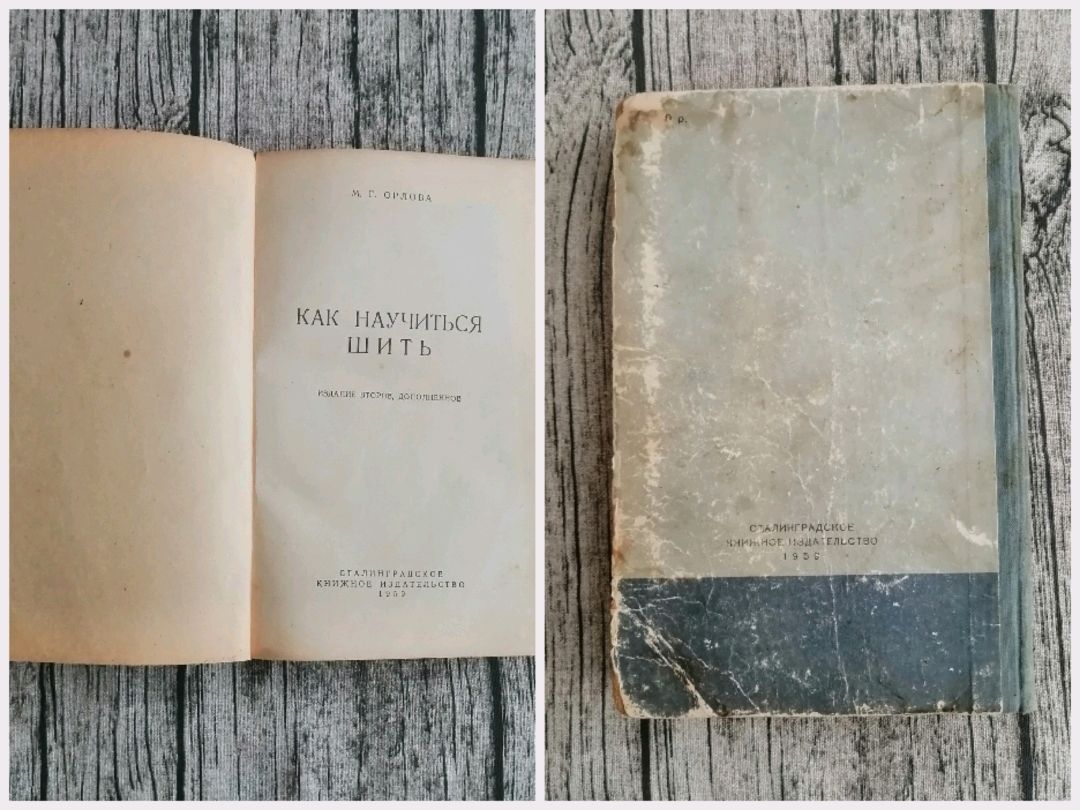 М. Г. ОРЛОВА
КАК НАУЧИТЬСЯ
ШИТЬ
ИЗДАНИЕ ВТОРОЕ, ДОПОЛНЕННОЕ
СТАЛИНГРАДСКОЕ
КНИЖНОЕ ИЗДАТЕЛЬСТВО
1959
р.
СТАЛИНГРАДСКОЕ
КНИЖНОЕ ИЗДАТЕЛЬСТВО
1959